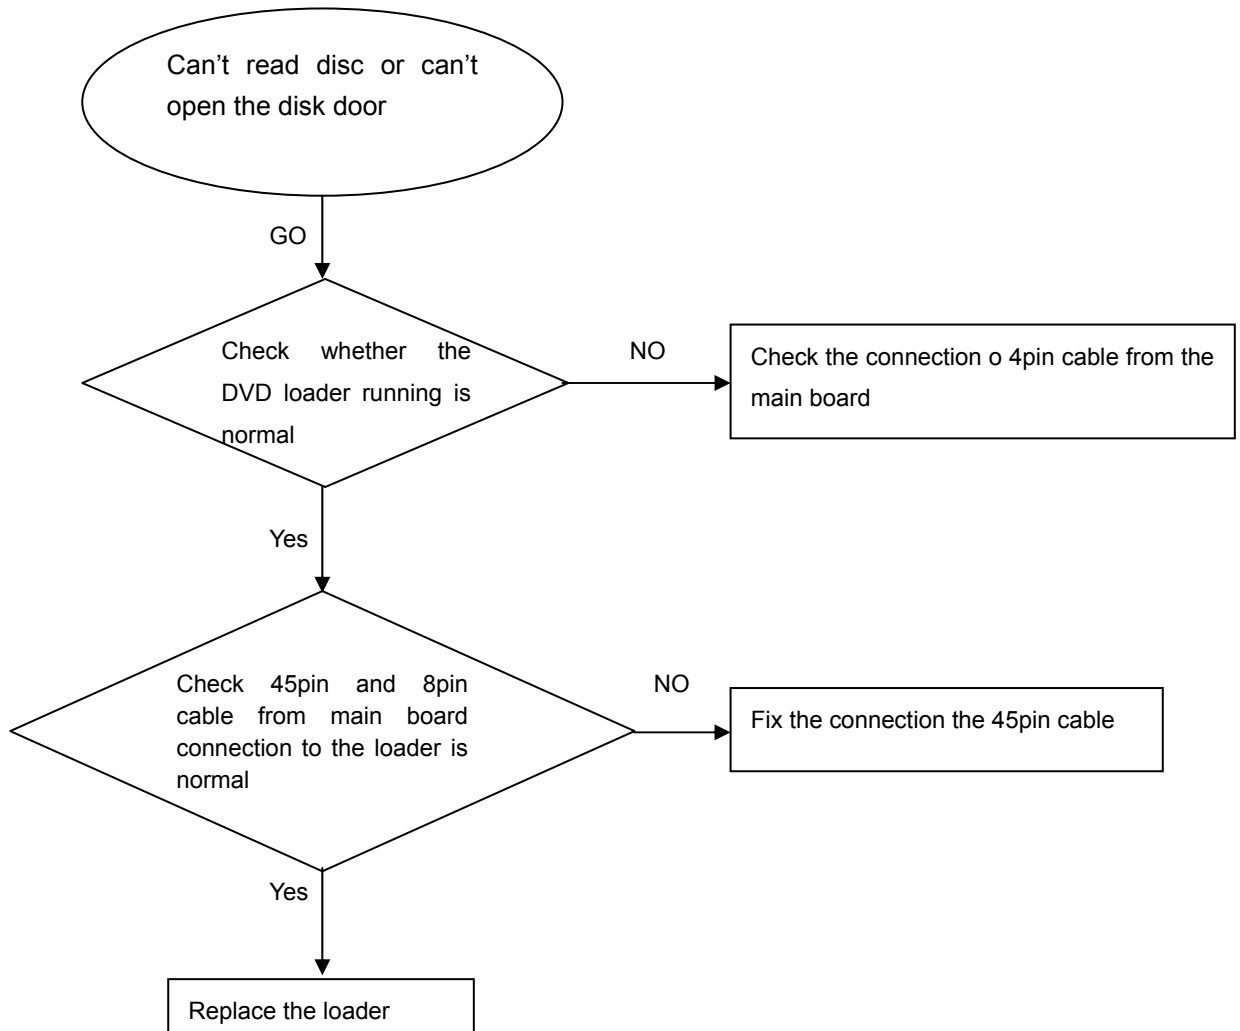 Can’t read disc or can’t
open the disk door
GO
Check whether the
DVD loader running is
normal
NO
Check the connection o 4pin cable from the
main board
Yes
Check 45pin and 8pin
cable from main board
connection to the loader is
normal
NO
Fix the connection the 45pin cable
Yes
Replace the loader